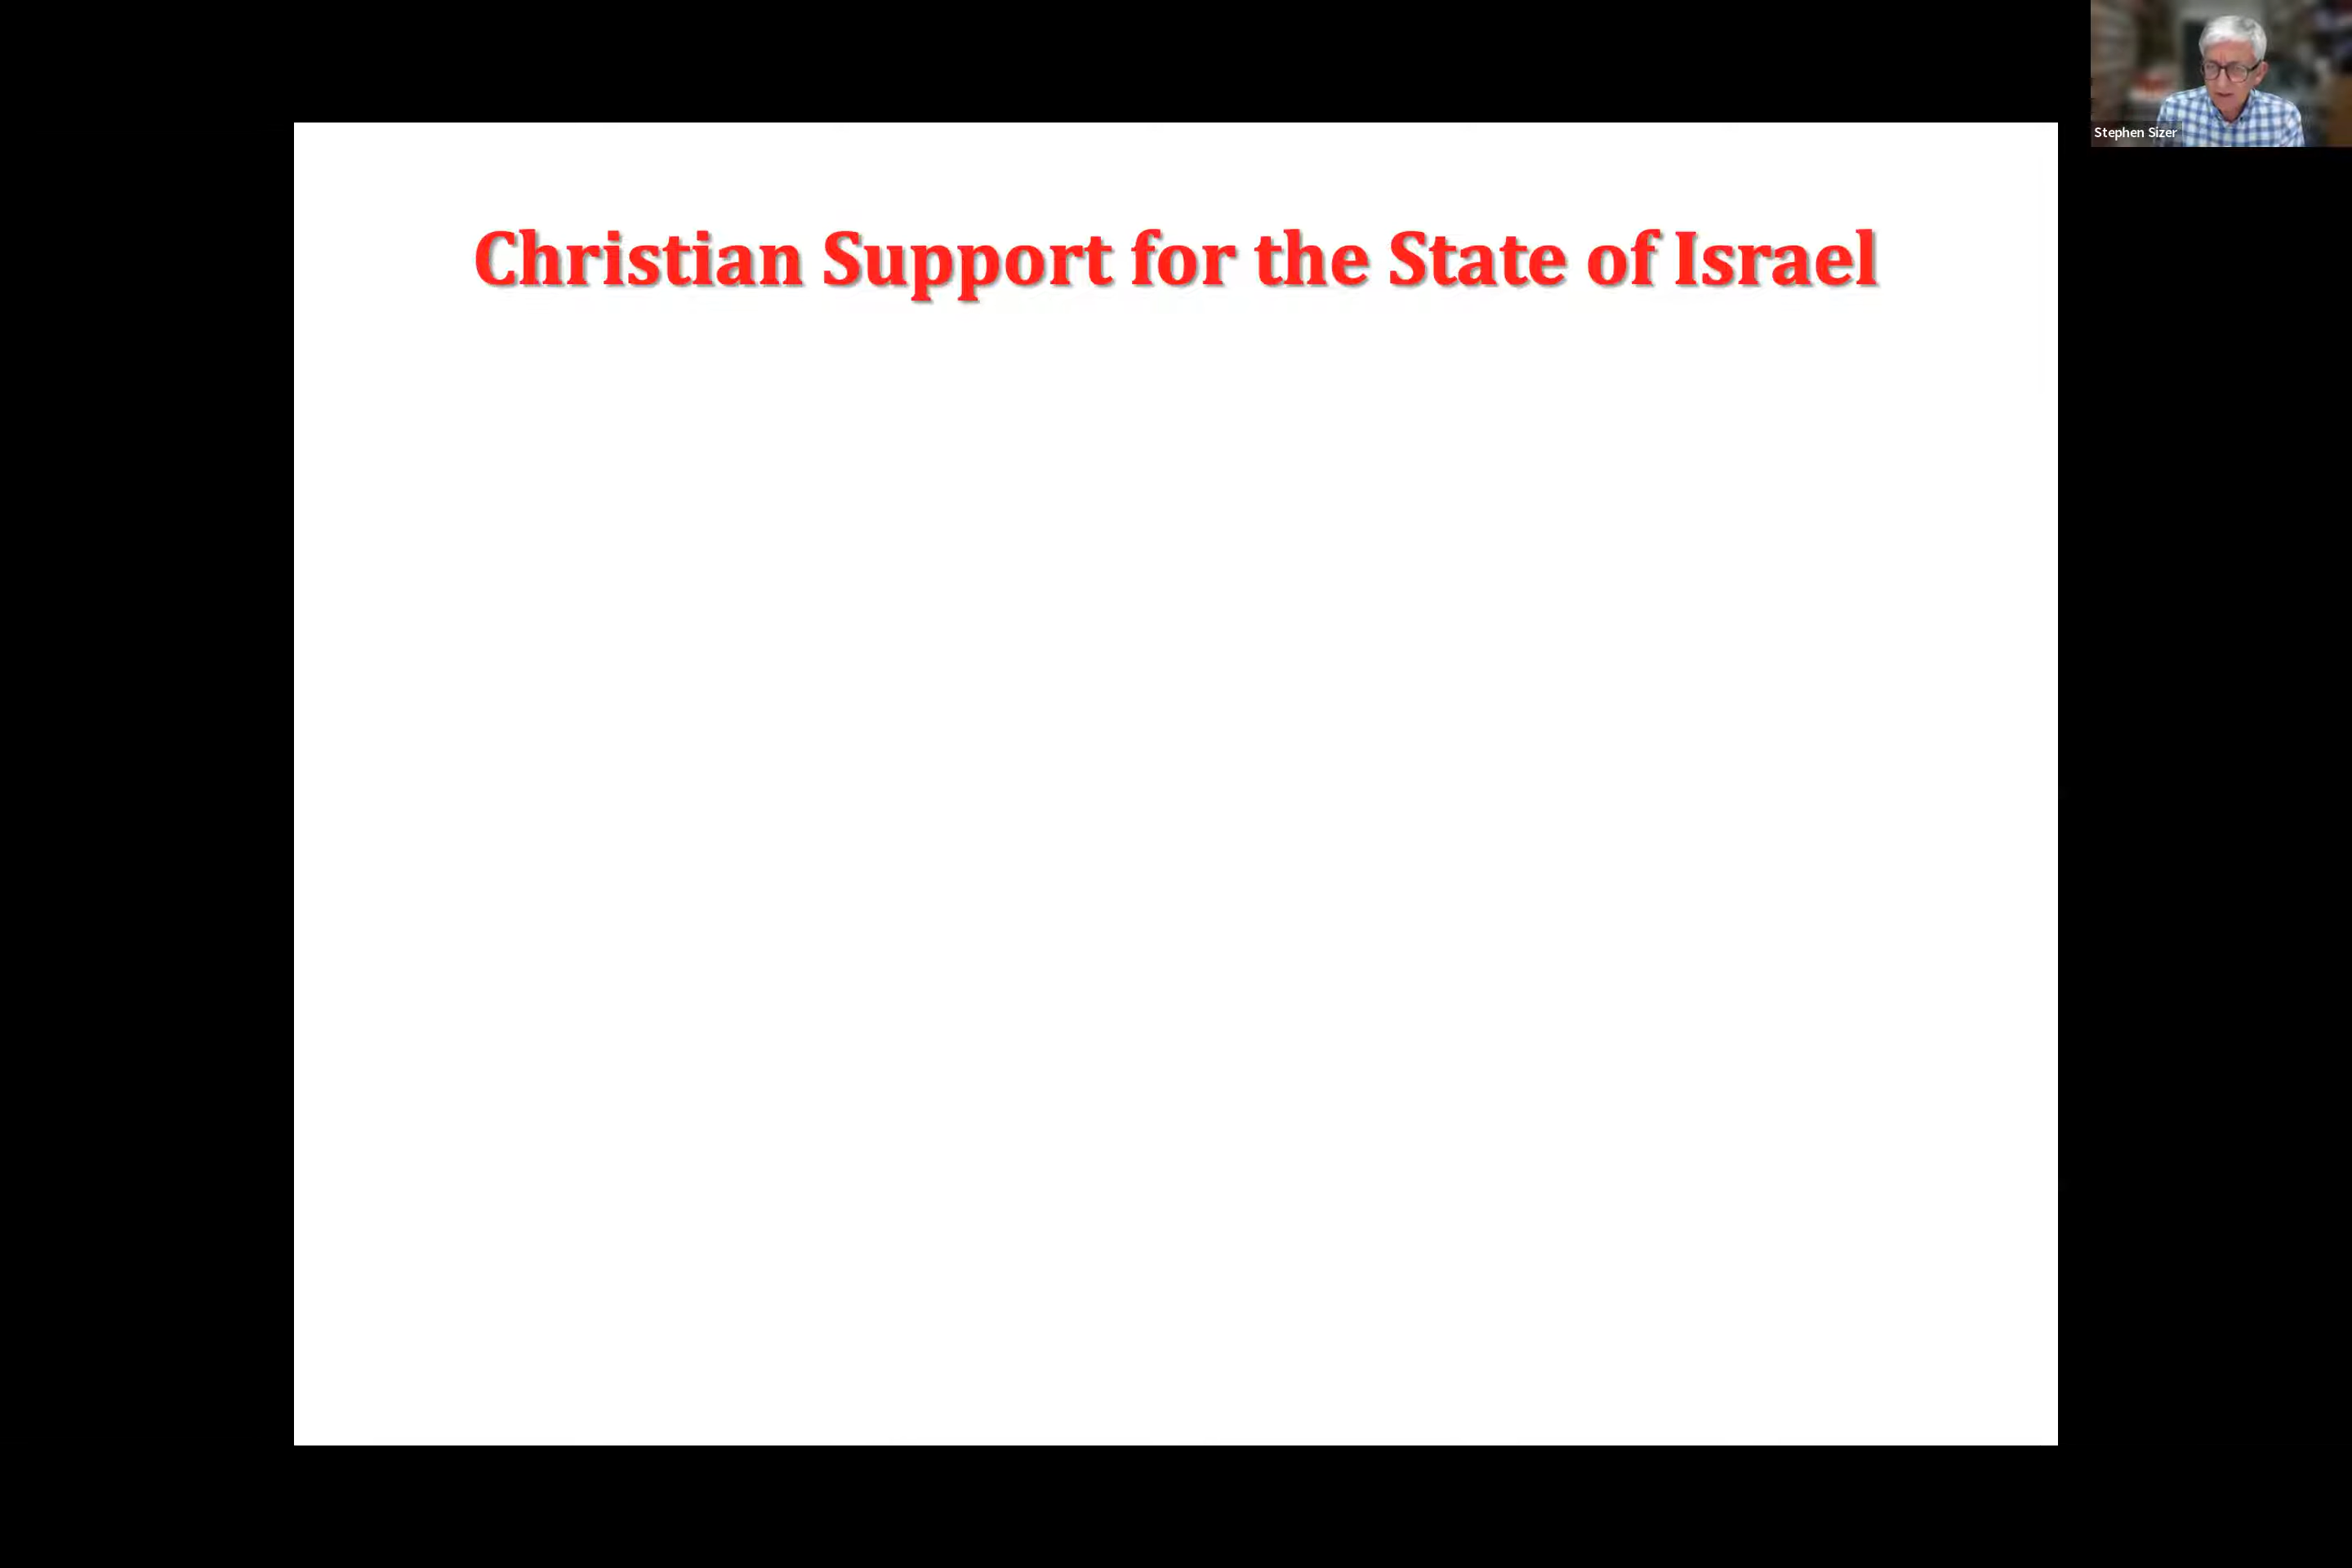 Christian Support for the State of Israel
Stephen Sizer